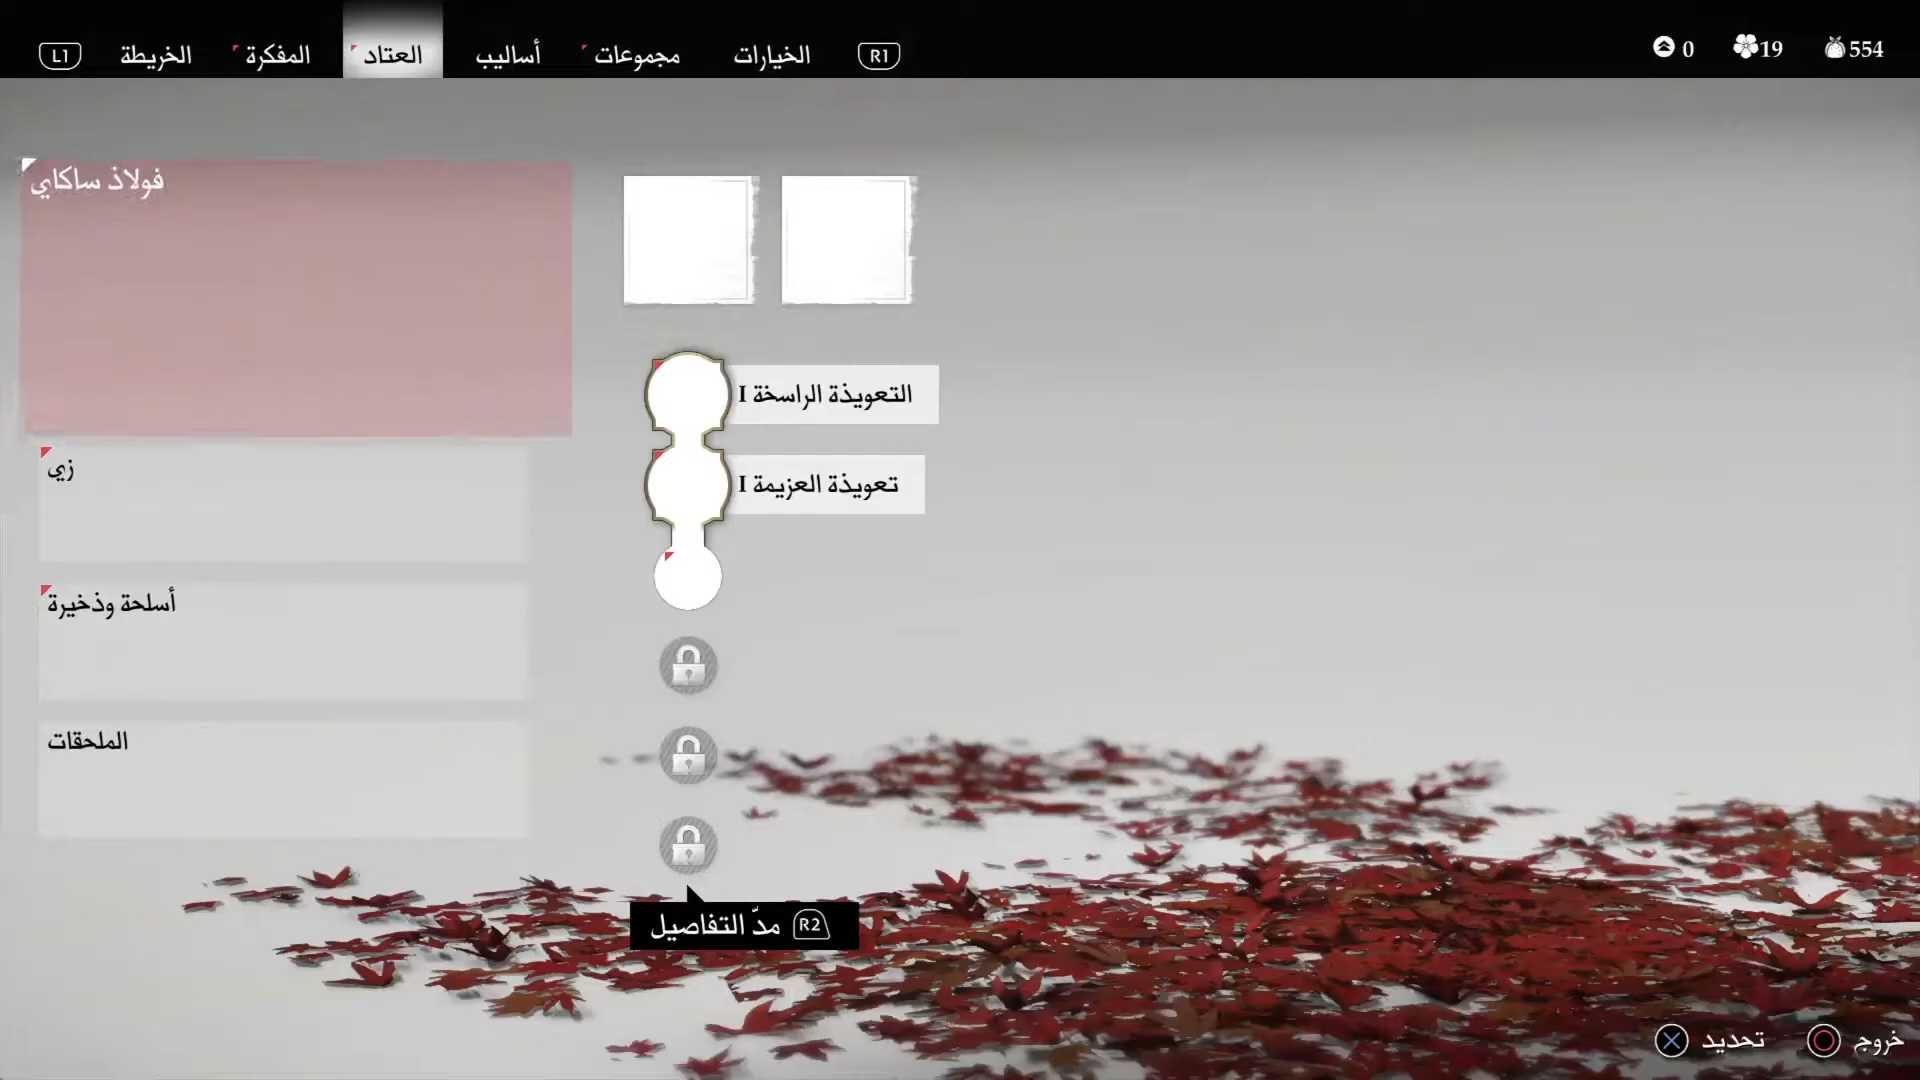 L1 الخريطة المفكرة العتاد أساليب مجموعات الخيارات R1
0 19 554
فولاذ ساكاي
زي
أسلحة وذخيرة
الملحقات
التعويذة الراسخة I
تعويذة العزيمة I
مدّ التفاصيل R2
تحديد
خروج